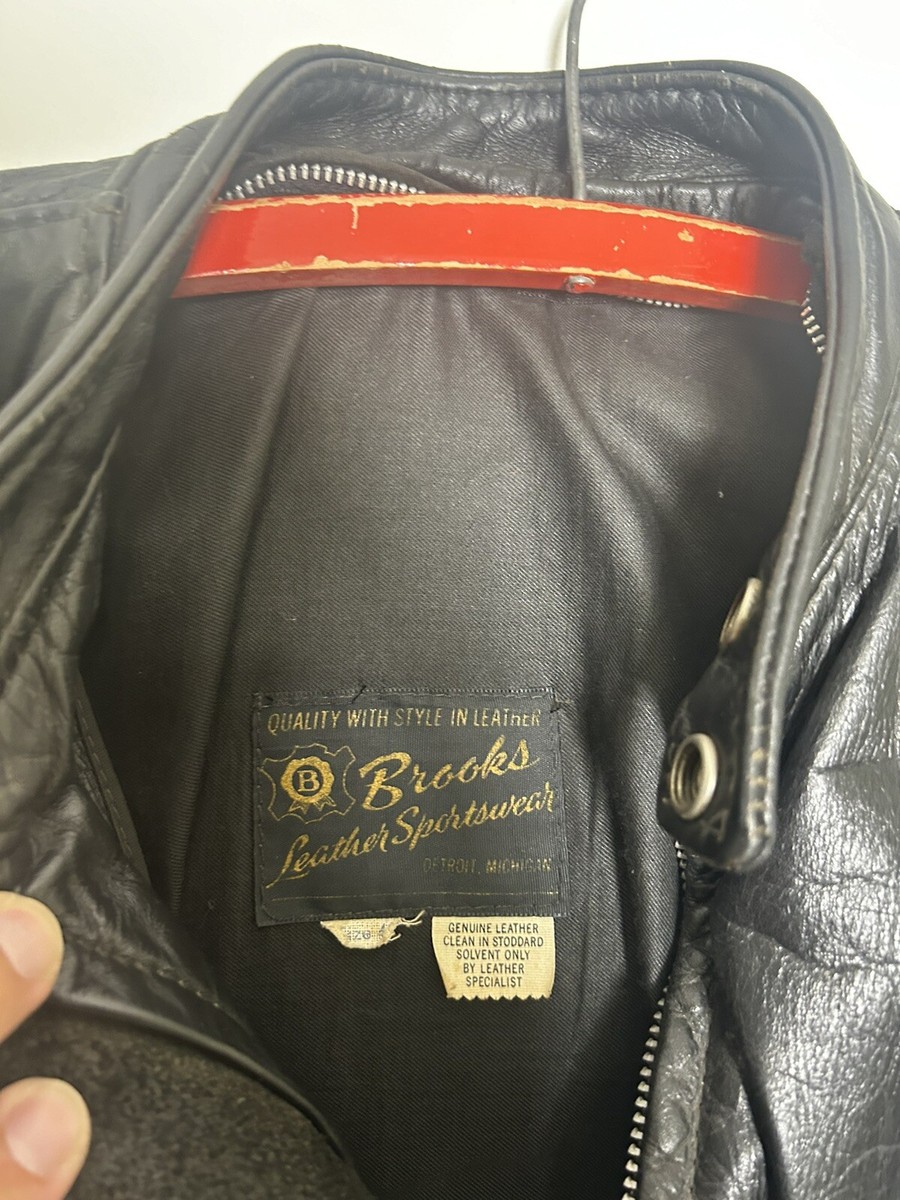 QUALITY WITH STYLE IN LEATHER
B
Brooks
Leather Sportswear
DETROIT, MICHIGAN
GENUINE LEATHER
CLEAN IN STODDARD
SOLVENT ONLY
BY LEATHER
SPECIALIST